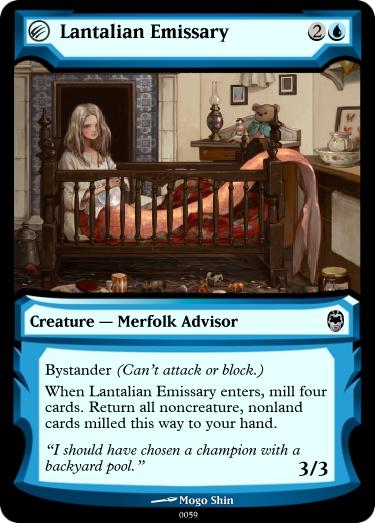 Lantalian Emissary 2
Creature — Merfolk Advisor
Bystander (Can't attack or block.)
When Lantalian Emissary enters, mill four
cards. Return all noncreature, nonland
cards milled this way to your hand.
"I should have chosen a champion with a
backyard pool."
3/3
Mogo Shin
0059